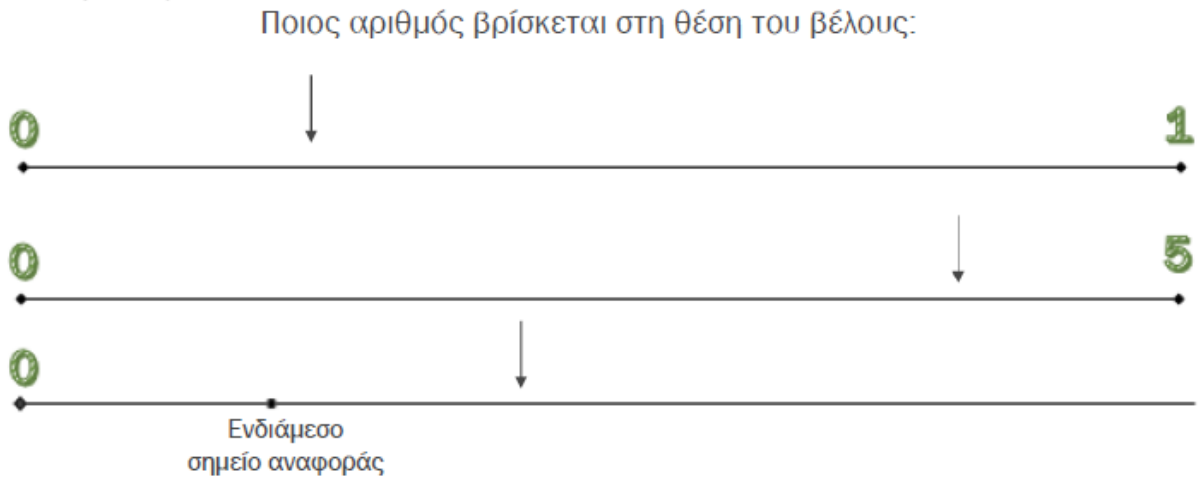 Ποιος αριθμός βρίσκεται στη θέση του βέλους:
0 1
0 5
0
Ενδιάμεσο
σημείο αναφοράς